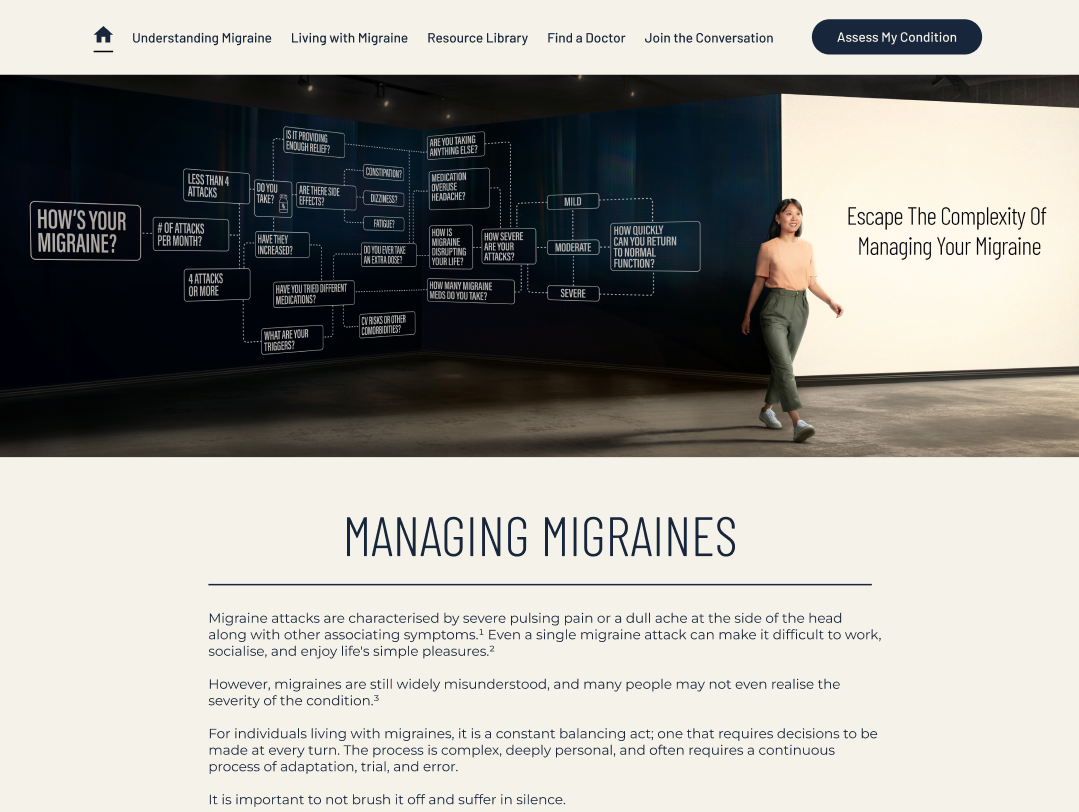 Understanding Migraine
Living with Migraine
Resource Library
Find a Doctor
Join the Conversation
Assess My Condition
HOW'S YOUR
MIGRAINE?
# OF ATTACKS
PER MONTH?
LESS THAN 4
ATTACKS
4 ATTACKS
OR MORE
DO YOU
TAKE?
IS IT PROVIDING
ENOUGH RELIEF?
ARE THERE SIDE
EFFECTS?
CONSTIPATION?
DIZZINESS?
FATIGUE?
HAVE THEY
INCREASED?
HAVE YOU TRIED DIFFERENT
MEDICATIONS?
WHAT ARE YOUR
TRIGGERS?
DO YOU EVER TAKE
AN EXTRA DOSE?
CV RISKS OR OTHER
COMORBIDITIES?
ARE YOU TAKING
ANYTHING ELSE?
MEDICATION
OVERUSE
HEADACHE?
HOW IS
MIGRAINE
DISRUPTING
YOUR LIFE?
HOW MANY MIGRAINE
MEDS DO YOU TAKE?
HOW SEVERE
ARE YOUR
ATTACKS?
MILD
MODERATE
SEVERE
HOW QUICKLY
CAN YOU RETURN
TO NORMAL
FUNCTION?
Escape The Complexity Of
Managing Your Migraine
MANAGING MIGRAINES
Migraine attacks are characterised by severe pulsing pain or a dull ache at the side of the head
along with other associating symptoms.¹ Even a single migraine attack can make it difficult to work,
socialise, and enjoy life's simple pleasures.²
However, migraines are still widely misunderstood, and many people may not even realise the
severity of the condition.³
For individuals living with migraines, it is a constant balancing act; one that requires decisions to be
made at every turn. The process is complex, deeply personal, and often requires a continuous
process of adaptation, trial, and error.
It is important to not brush it off and suffer in silence.